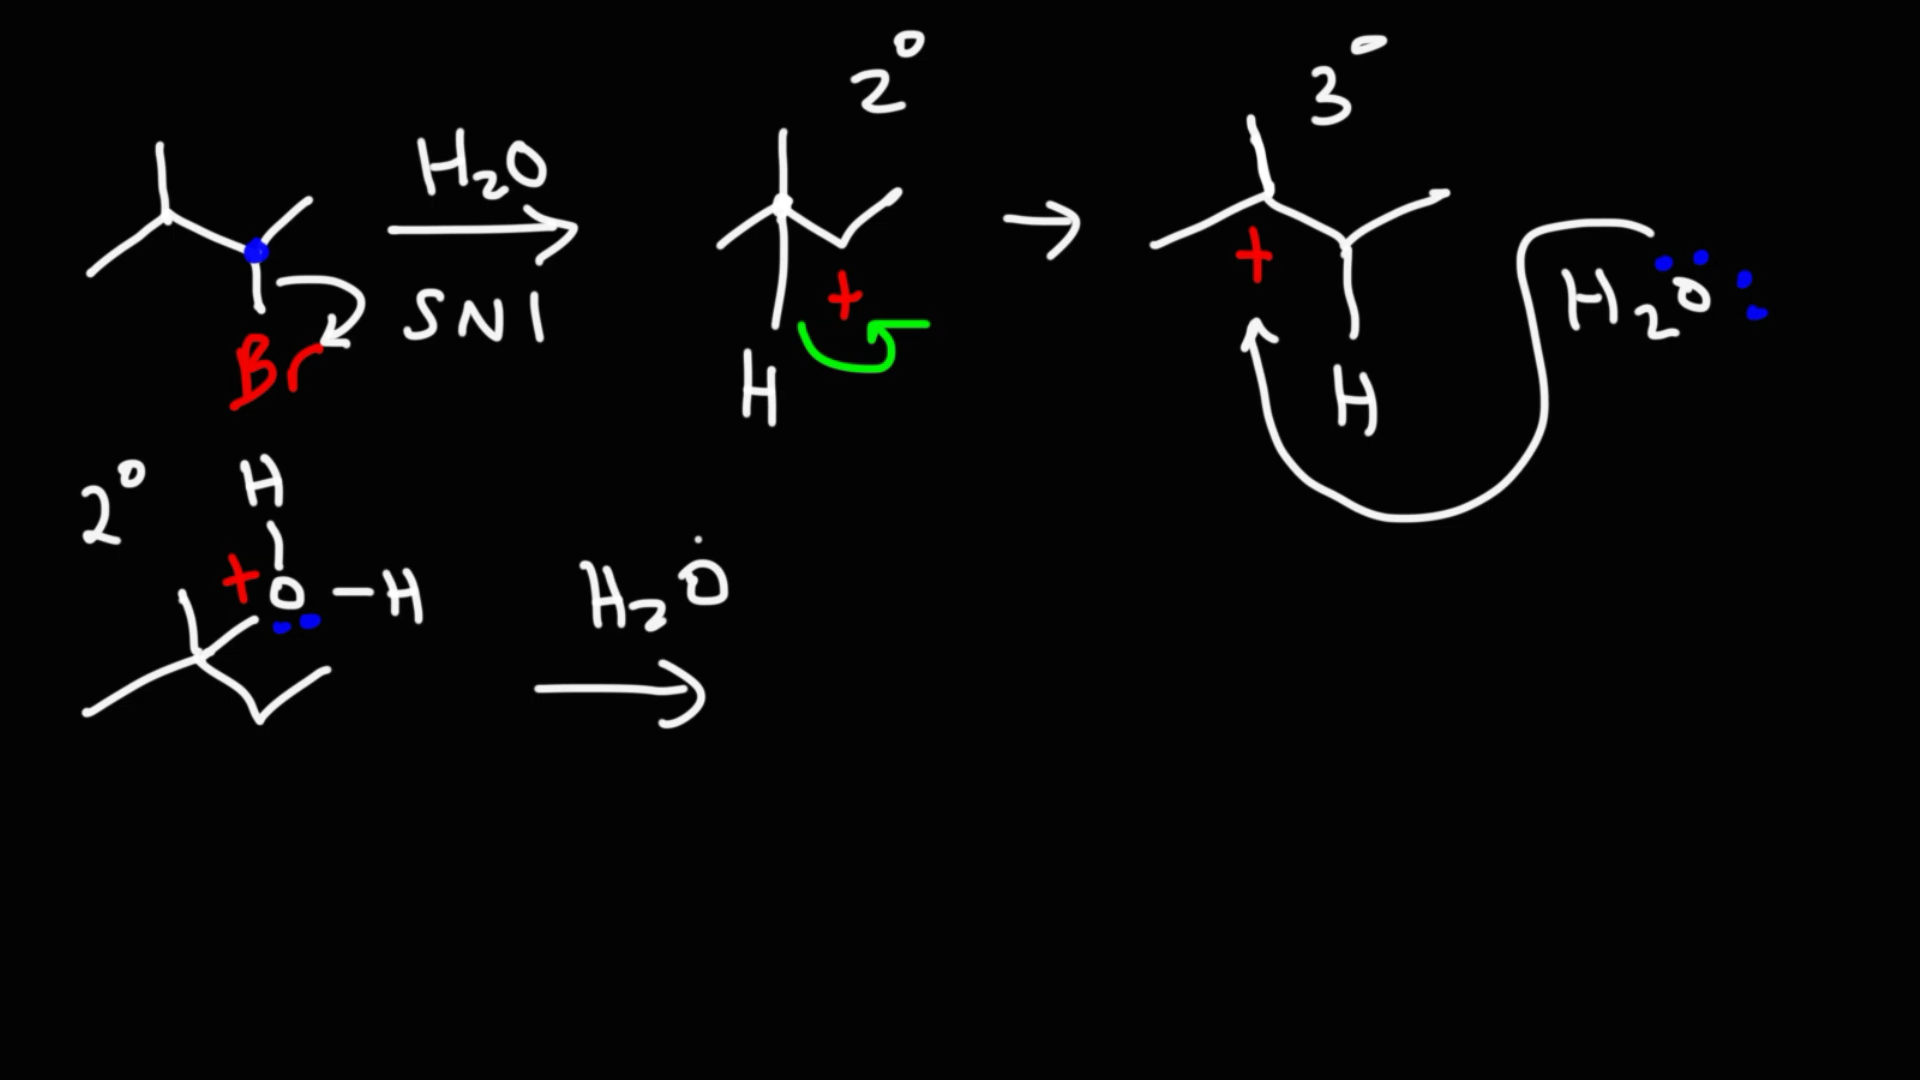 2° 3°
H₂O
SN1
+ + H₂O
Br
H H
2° H
+ O - H H₂O